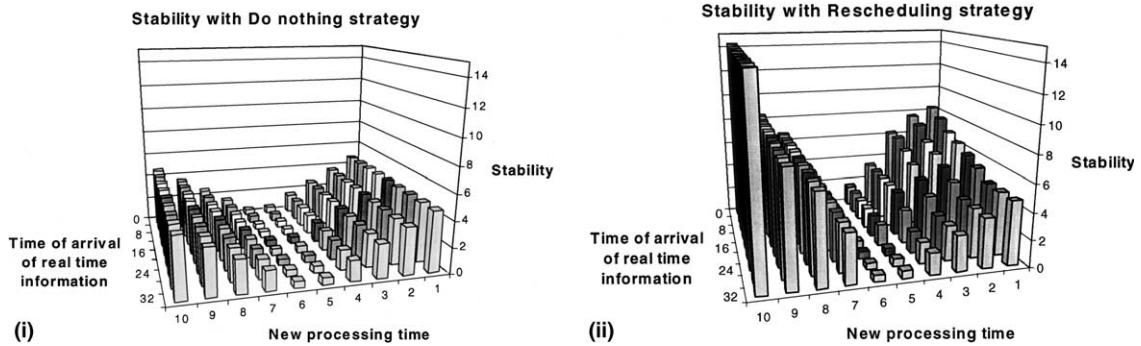 Stability with Do nothing strategy
14
12
10
8
6
4
2
0
Stability
0
8
16
24
32
Time of arrival
of real time
information
10 9 8 7 6 5 4 3 2 1
New processing time
(i)
Stability with Rescheduling strategy
14
12
10
8
6
4
2
0
Stability
0
8
16
24
32
Time of arrival
of real time
information
10 9 8 7 6 5 4 3 2 1
New processing time
(ii)